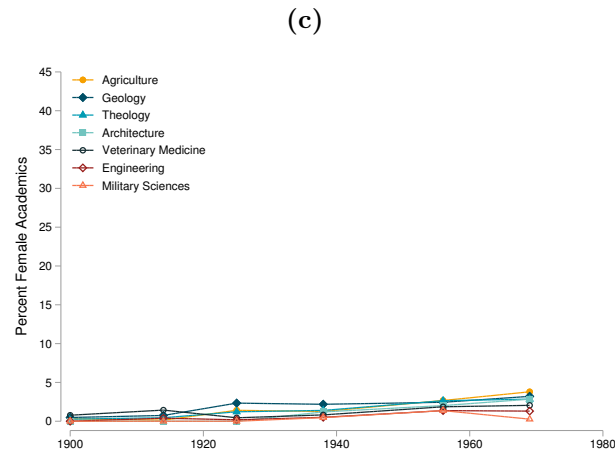 (c)
45
40
35
30
25
20
15
10
5
0
Percent Female Academics
Agriculture
Geology
Theology
Architecture
Veterinary Medicine
Engineering
Military Sciences
1900 1920 1940 1960 1980